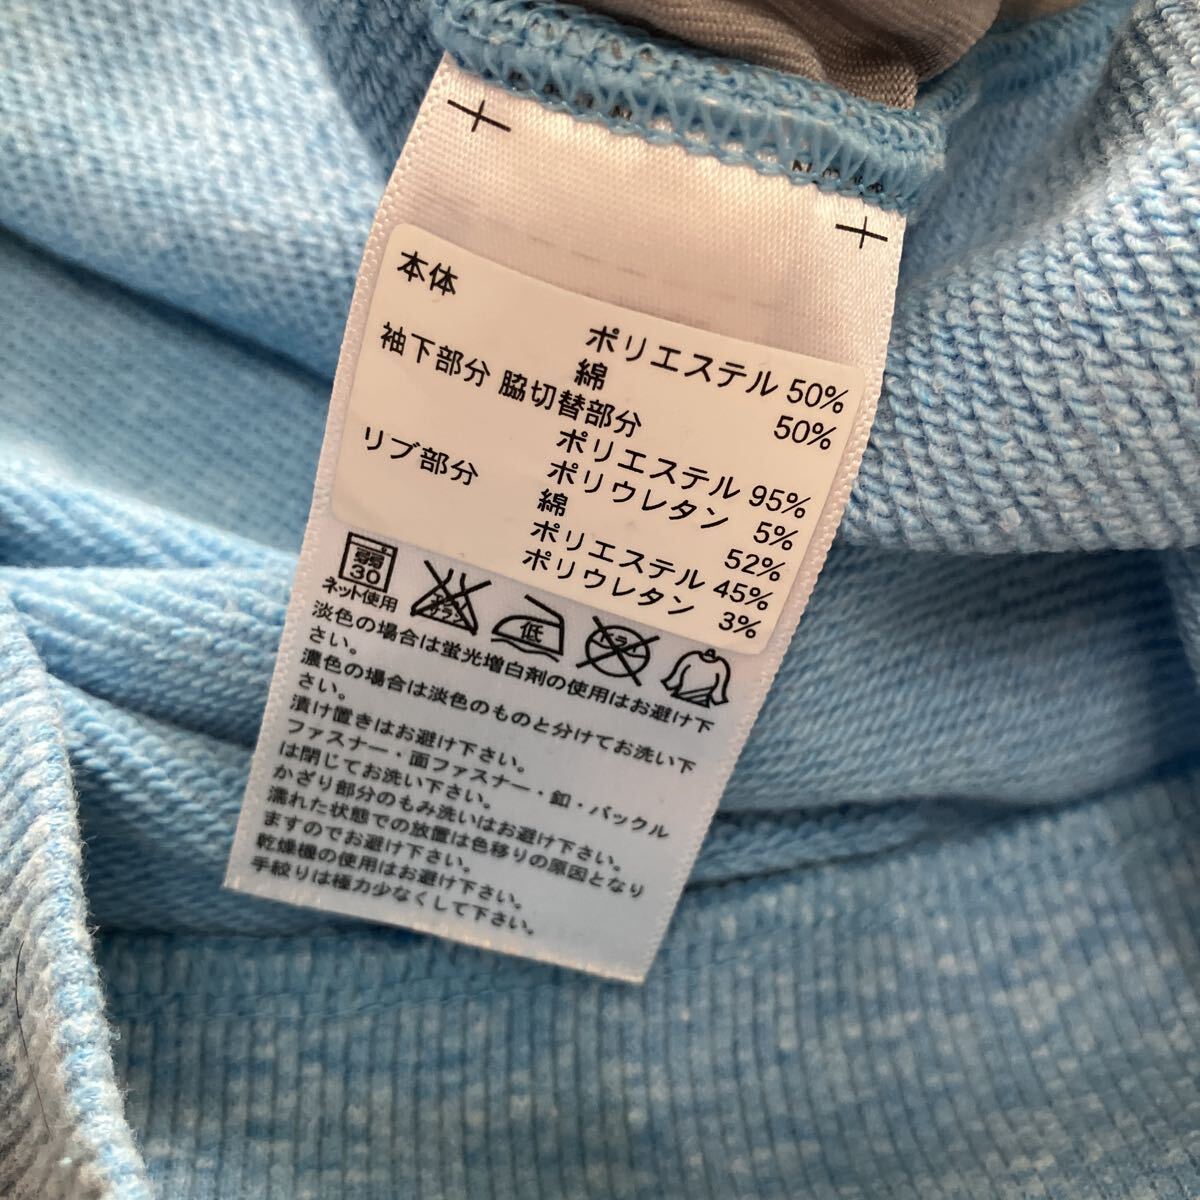 本体
ポリエステル 50%
綿 50%
袖下部分 脇切替部分
ポリエステル 95%
ポリウレタン 5%
リブ部分
綿 52%
ポリエステル 45%
ポリウレタン 3%
弱
30
ネット使用
エンソ
サラシ
低
ドライ
淡色の場合は蛍光増白剤の使用はお避け下
さい。
濃色の場合は淡色のものと分けてお洗い下
さい。
漬け置きはお避け下さい。
ファスナー・面ファスナー・釦・バックル
は閉じてお洗い下さい。
かざり部分のもみ洗いはお避け下さい。
濡れた状態での放置は色移りの原因となり
ますのでお避け下さい。
乾燥機の使用はお避け下さい。
手絞りは極力少なくして下さい。